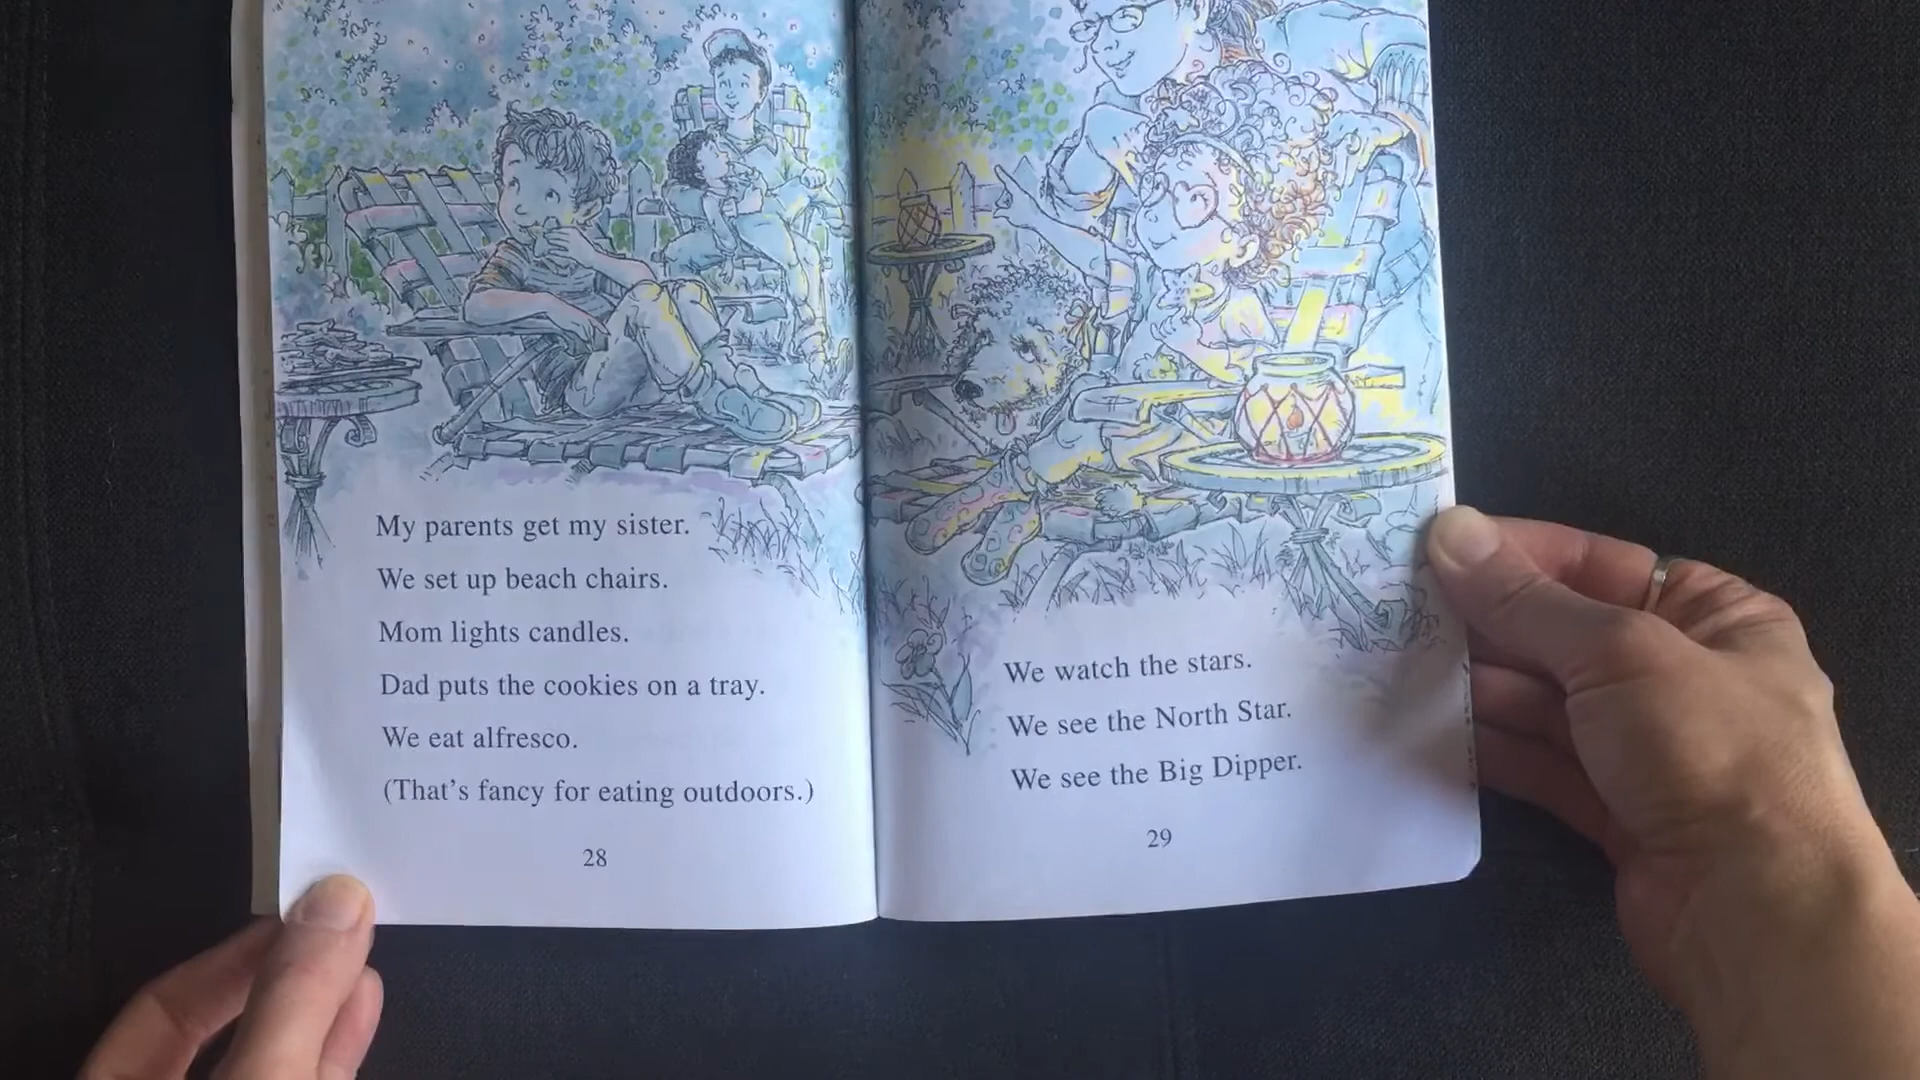 My parents get my sister.
We set up beach chairs.
Mom lights candles.
Dad puts the cookies on a tray.
We eat alfresco.
(That's fancy for eating outdoors.)
28
We watch the stars.
We see the North Star.
We see the Big Dipper.
29